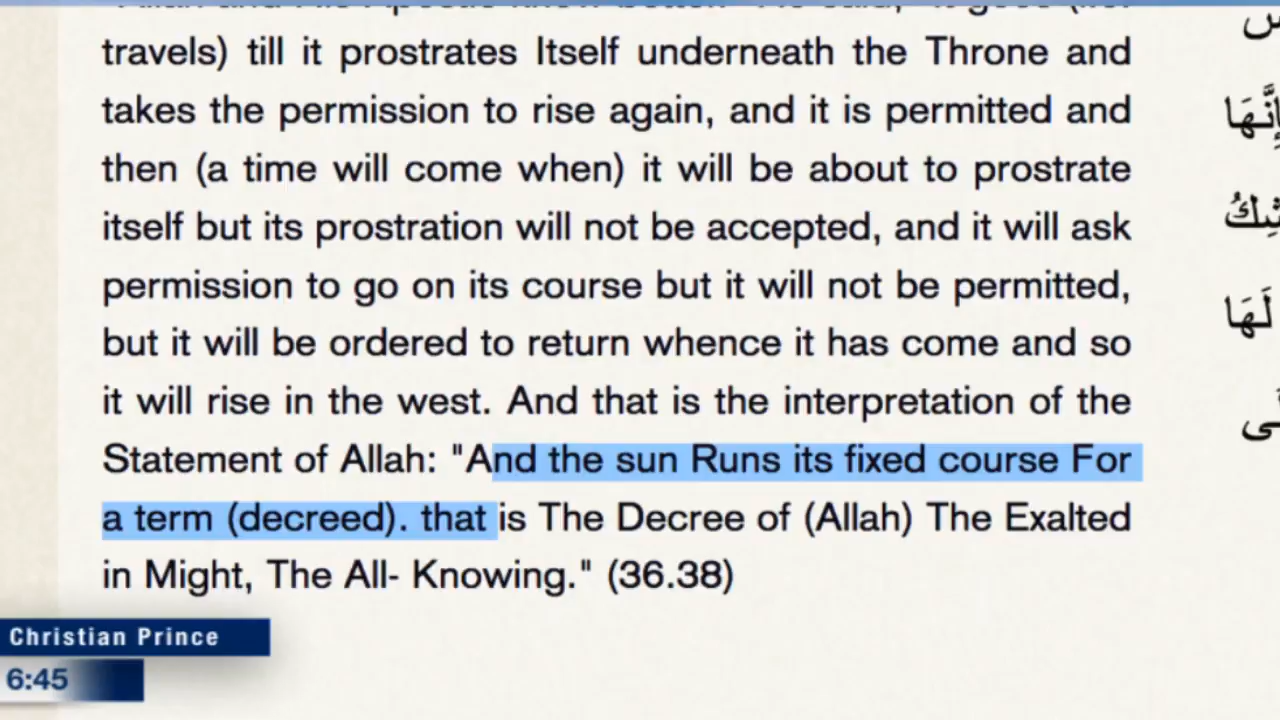 travels) till it prostrates Itself underneath the Throne and
takes the permission to rise again, and it is permitted and
then (a time will come when) it will be about to prostrate
itself but its prostration will not be accepted, and it will ask
permission to go on its course but it will not be permitted,
but it will be ordered to return whence it has come and so
it will rise in the west. And that is the interpretation of the
Statement of Allah: "And the sun Runs its fixed course For
a term (decreed). that is The Decree of (Allah) The Exalted
in Might, The All- Knowing." (36.38)
لَهَا
Christian Prince
6:45